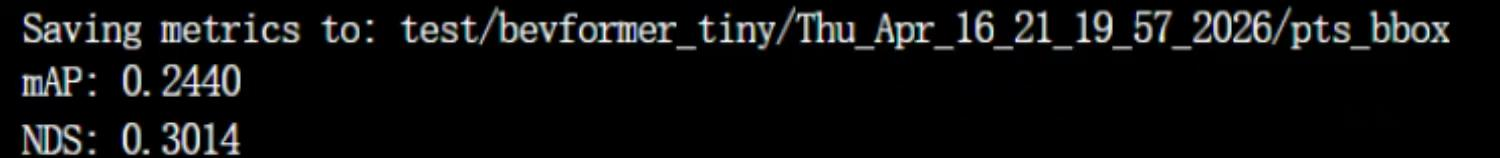 Saving metrics to: test/bevformer_tiny/Thu_Apr_16_21_19_57_2026/pts_bbox
mAP: 0.2440
NDS: 0.3014